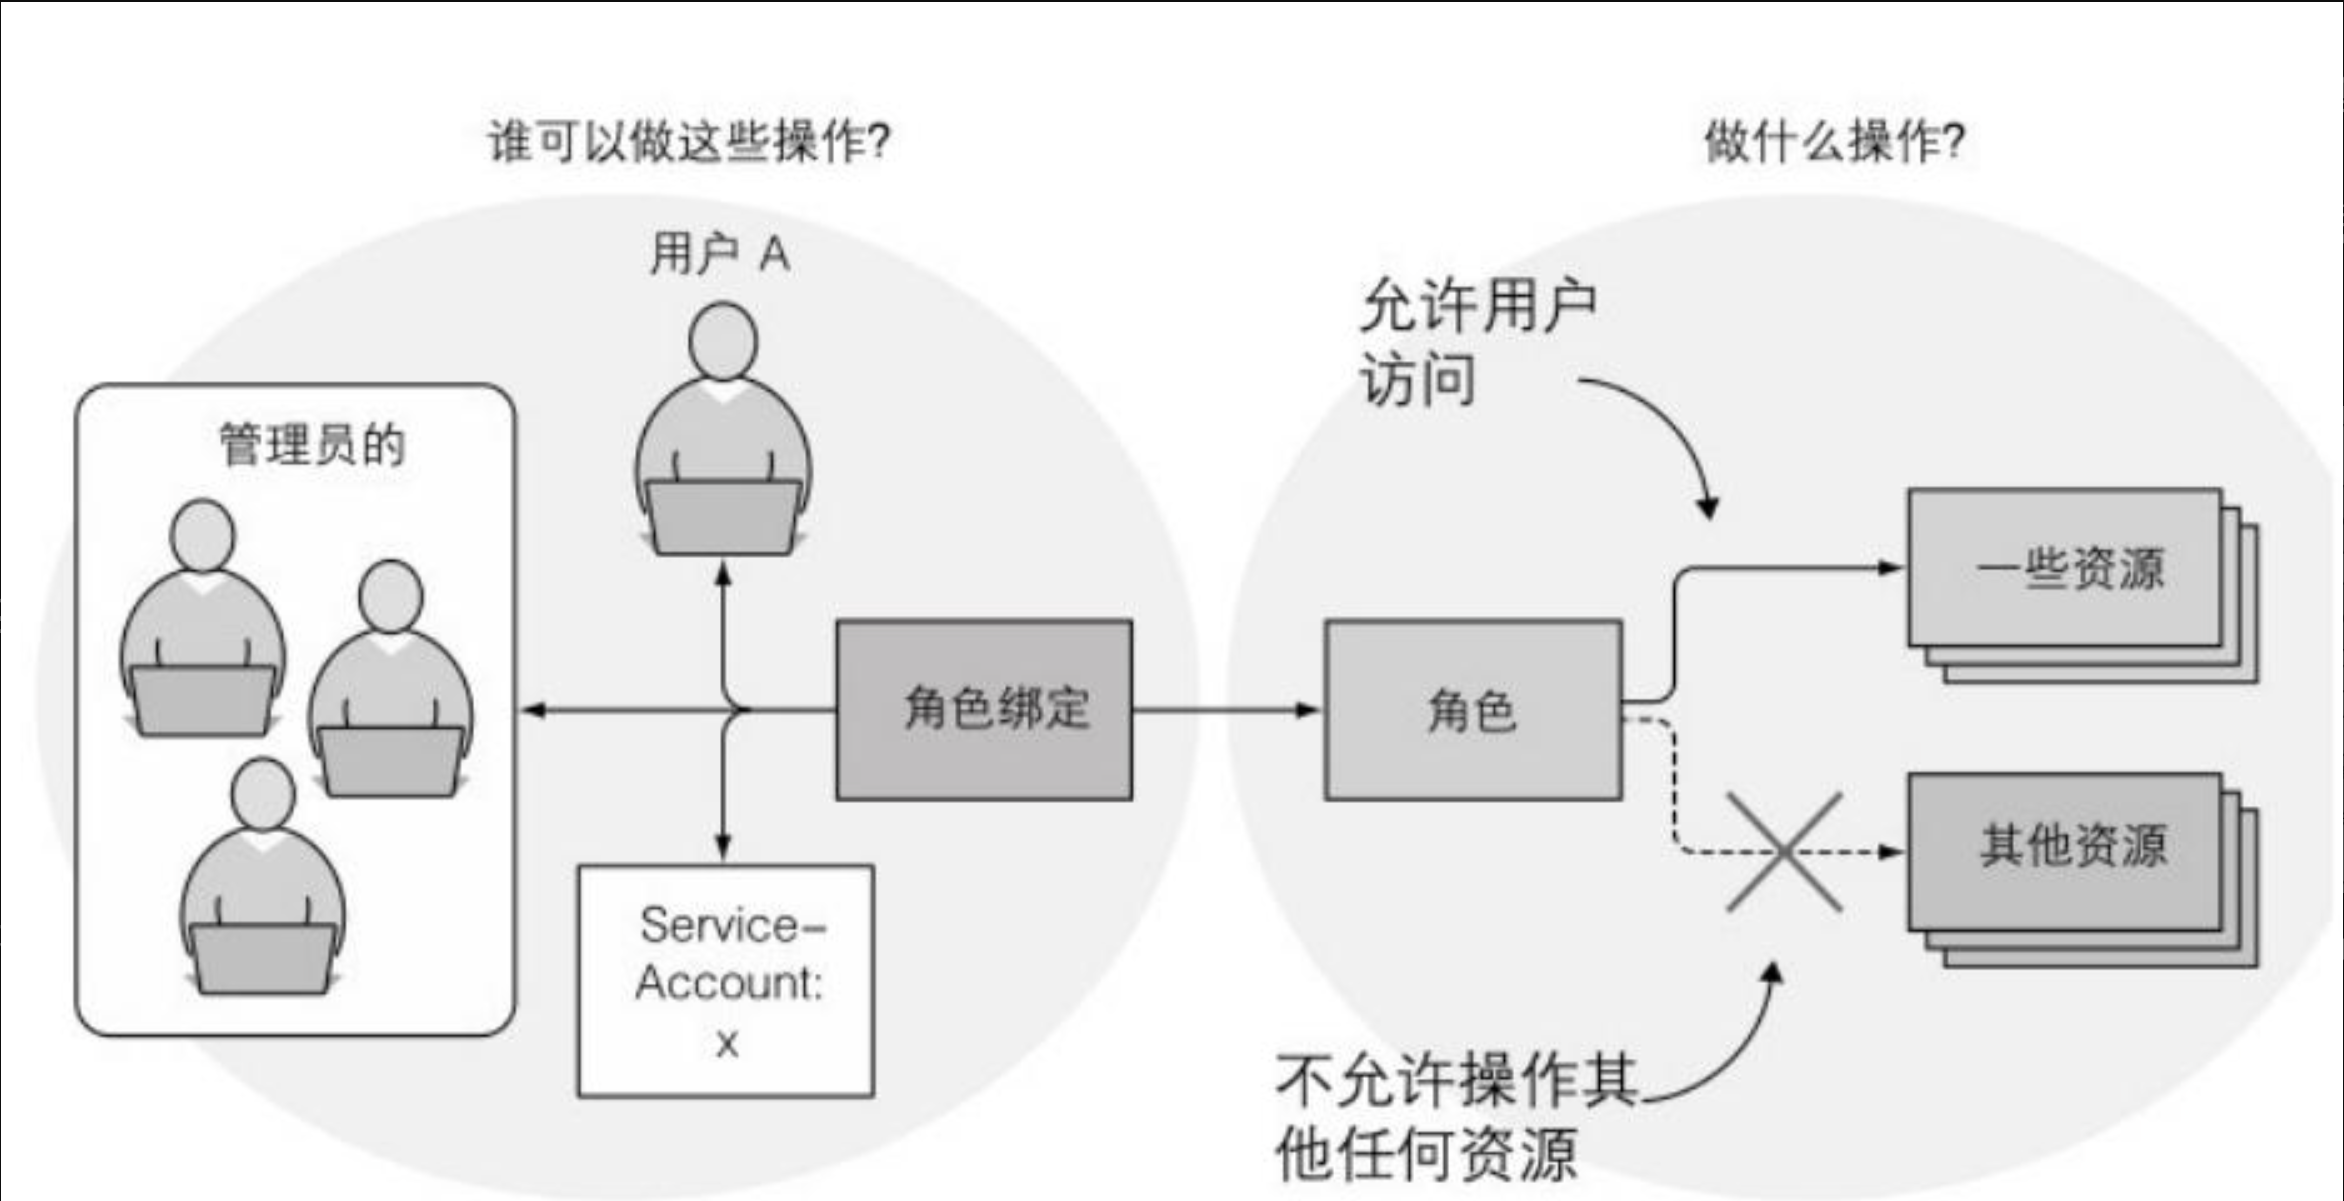 谁可以做这些操作?
做什么操作?
用户 A
允许用户
访问
管理员的
一些资源
角色绑定
角色
其他资源
Service-
Account:
x
不允许操作其
他任何资源